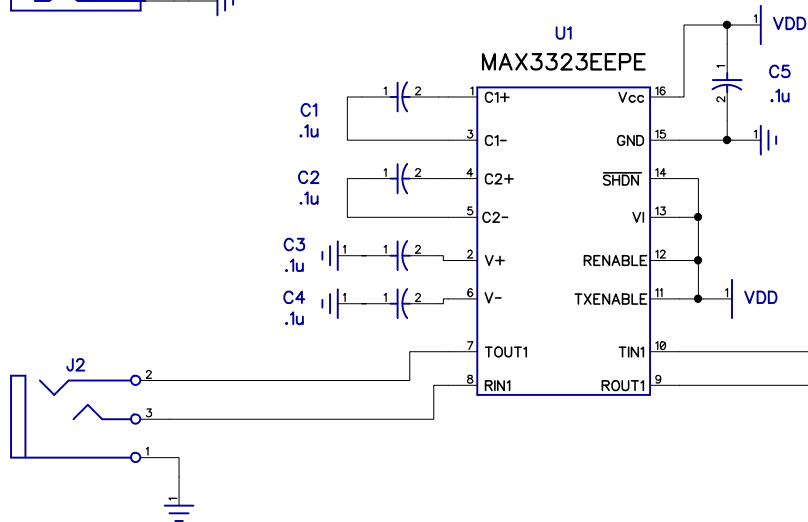 U1
MAX3323EEPE
1 VDD
C5
.1u
1
2
1
C1
.1u
1 2
1 C1+
3 C1-
C2
.1u
1 2
4 C2+
5 C2-
C3
.1u
1 1 2
2 V+
C4
.1u
1 1 2
6 V-
7 TOUT1
8 RIN1
Vcc 16
GND 15
SHDN 14
VI 13
RENABLE 12
TXENABLE 11
1 VDD
TIN1 10
ROUT1 9
J2
2
3
1
1